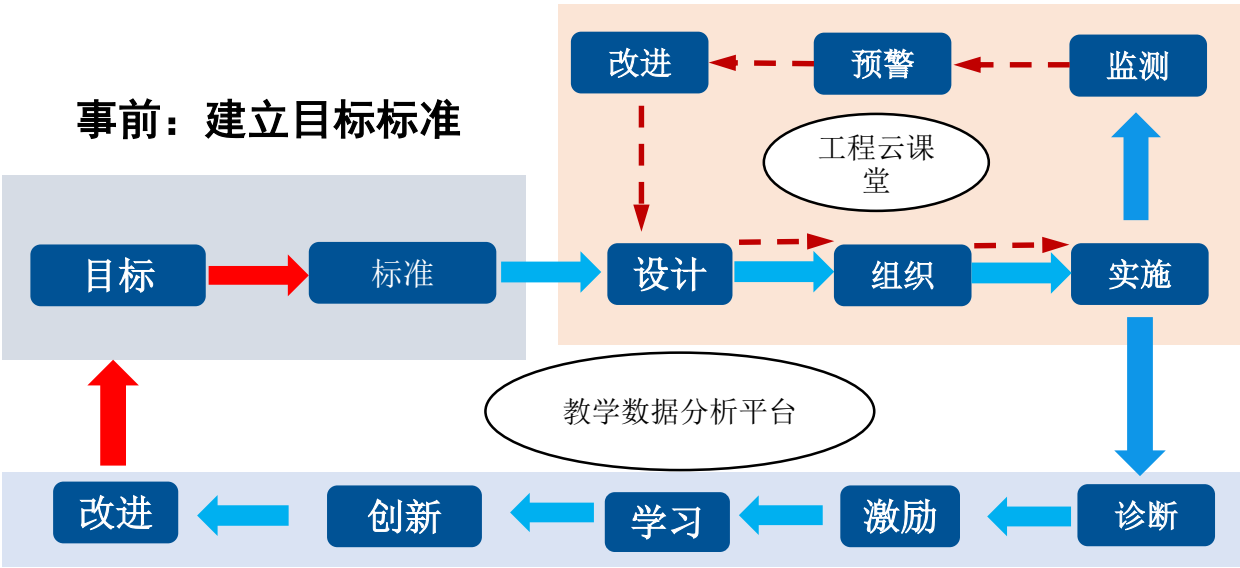 改进
预警
监测
事前：建立目标标准
工程云课
堂
目标
标准
设计
组织
实施
教学数据分析平台
改进
创新
学习
激励
诊断